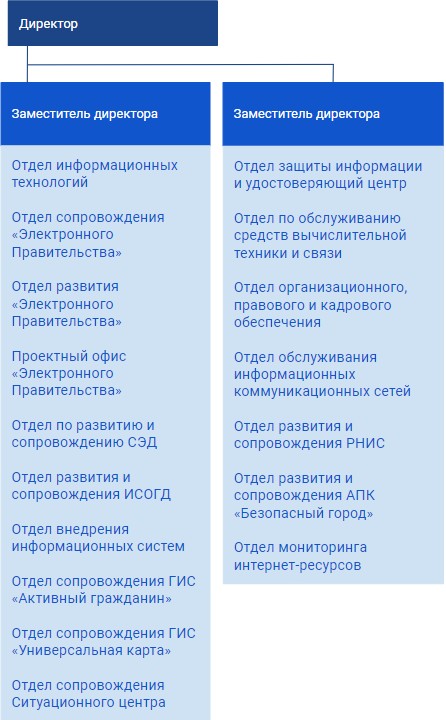 Директор
Заместитель директора
Отдел информационных
технологий
Отдел сопровождения
«Электронного
Правительства»
Отдел развития
«Электронного
Правительства»
Проектный офис
«Электронного
Правительства»
Отдел по развитию и
сопровождению СЭД
Отдел развития и
сопровождения ИСОГД
Отдел внедрения
информационных систем
Отдел сопровождения ГИС
«Активный гражданин»
Отдел сопровождения ГИС
«Универсальная карта»
Отдел сопровождения
Ситуационного центра
Заместитель директора
Отдел защиты информации
и удостоверяющий центр
Отдел по обслуживанию
средств вычислительной
техники и связи
Отдел организационного,
правового и кадрового
обеспечения
Отдел обслуживания
информационных
коммуникационных сетей
Отдел развития и
сопровождения РНИС
Отдел развития и
сопровождения АПК
«Безопасный город»
Отдел мониторинга
интернет-ресурсов